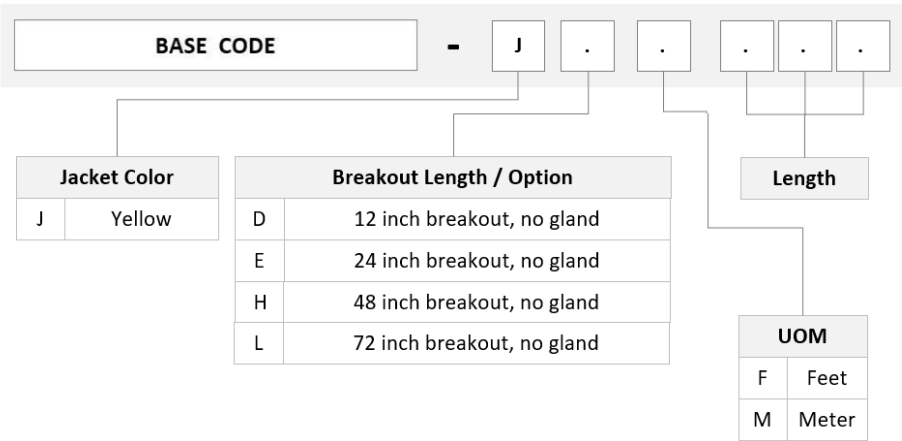 BASE CODE - J . . . . .
Jacket Color
J Yellow
Breakout Length / Option
D 12 inch breakout, no gland
E 24 inch breakout, no gland
H 48 inch breakout, no gland
L 72 inch breakout, no gland
Length
UOM
F Feet
M Meter